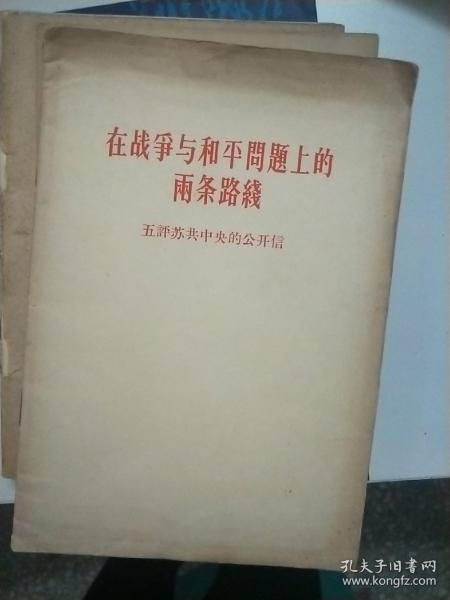 在战爭与和平問題上的
兩条路綫
五評苏共中央的公开信
孔夫子旧书网
www.kongfz.com